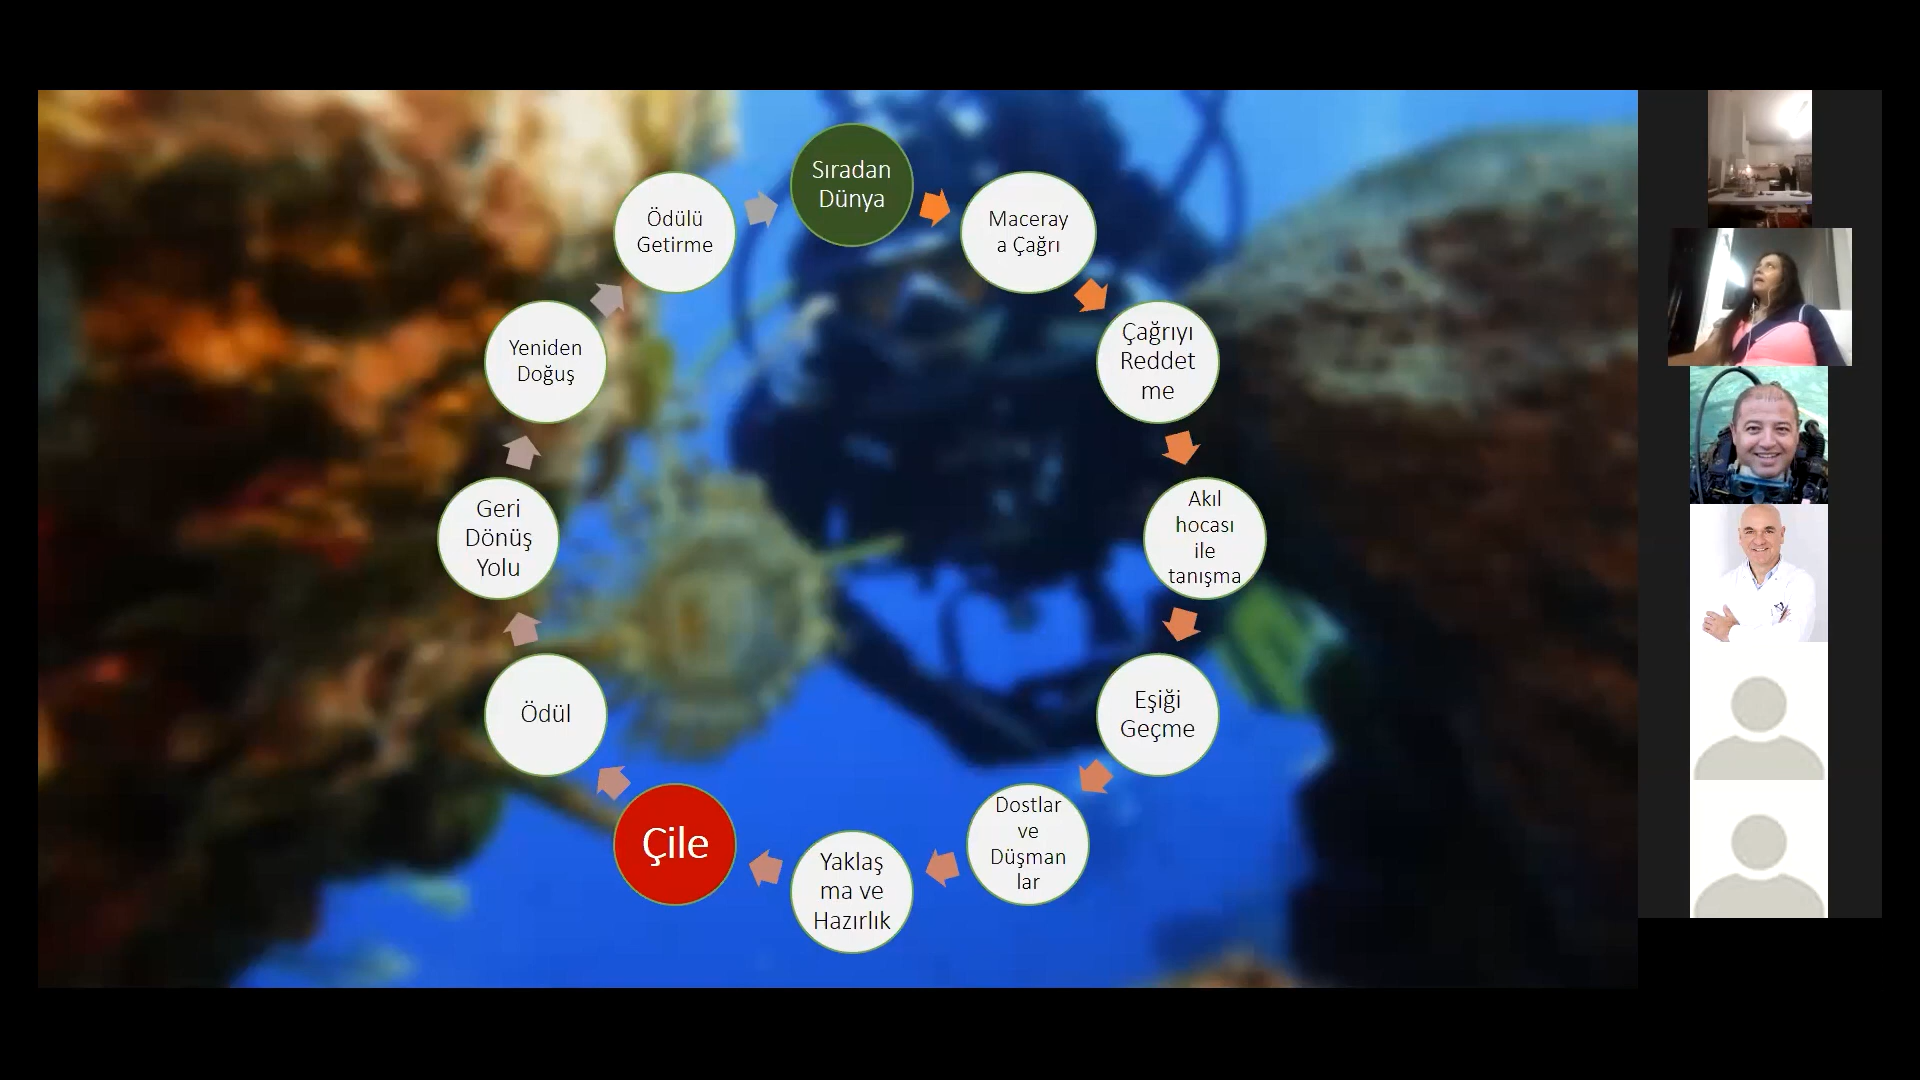 Sıradan
Dünya
Maceray
a Çağrı
Çağrıyı
Reddet
me
Akıl
hocası
ile
tanışma
Eşiği
Geçme
Dostlar
ve
Düşman
lar
Yaklaş
ma ve
Hazırlık
Çile
Ödül
Geri
Dönüş
Yolu
Yeniden
Doğuş
Ödülü
Getirme